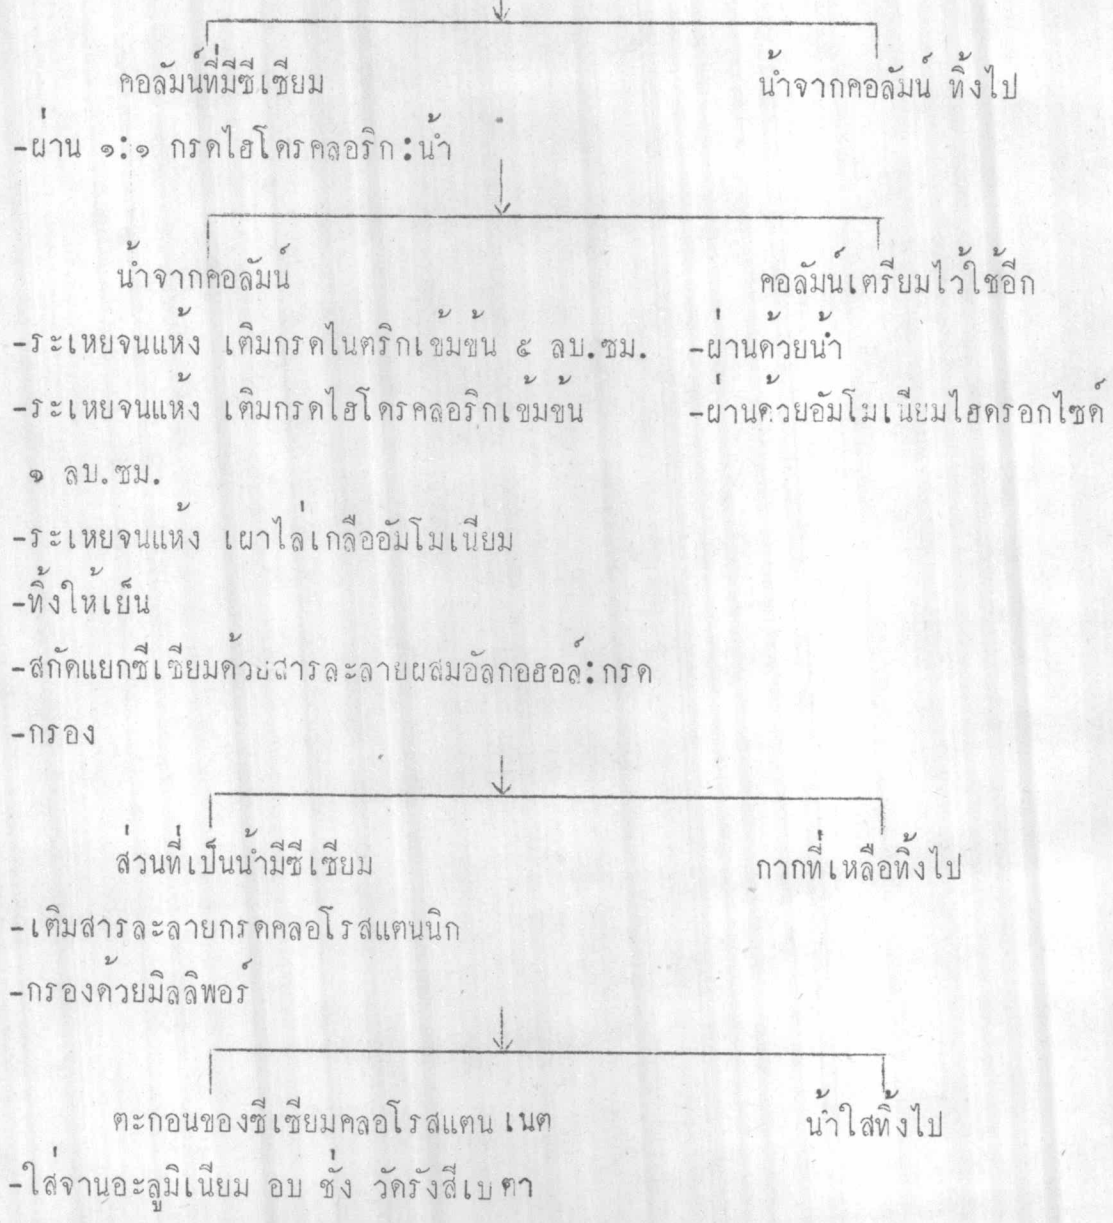 คอลัมน์ที่มีซีเซียม น้ำจากคอลัมน์ ทิ้งไป
-ผ่าน ๑:๑ กรดไฮโดรคลอริก:น้ำ
น้ำจากคอลัมน์ คอลัมน์เตรียมไว้ใช้อีก
-ระเหยจนแห้ง เติมกรดไนตริกเข้มข้น ๕ ลบ.ซม. -ผ่านด้วยน้ำ
-ระเหยจนแห้ง เติมกรดไฮโดรคลอริกเข้มข้น -ผ่านด้วยอัมโมเนียมไฮดรอกไซด์
๑ ลบ.ซม.
-ระเหยจนแห้ง เผาไล่เกลืออัมโมเนียม
-ทิ้งให้เย็น
-สกัดแยกซีเซียมด้วยสารละลายผสมอัลกอฮอล์:กรด
-กรอง
ส่วนที่เป็นน้ำมีซีเซียม กากที่เหลือทิ้งไป
-เติมสารละลายกรดคลอโรสแตนนิก
-กรองด้วยมิลลิพอร์
ตะกอนของซีเซียมคลอโรสแตนเนต น้ำใสทิ้งไป
-ใส่จานอะลูมิเนียม อบ ชั่ง วัดรังสีเบตา